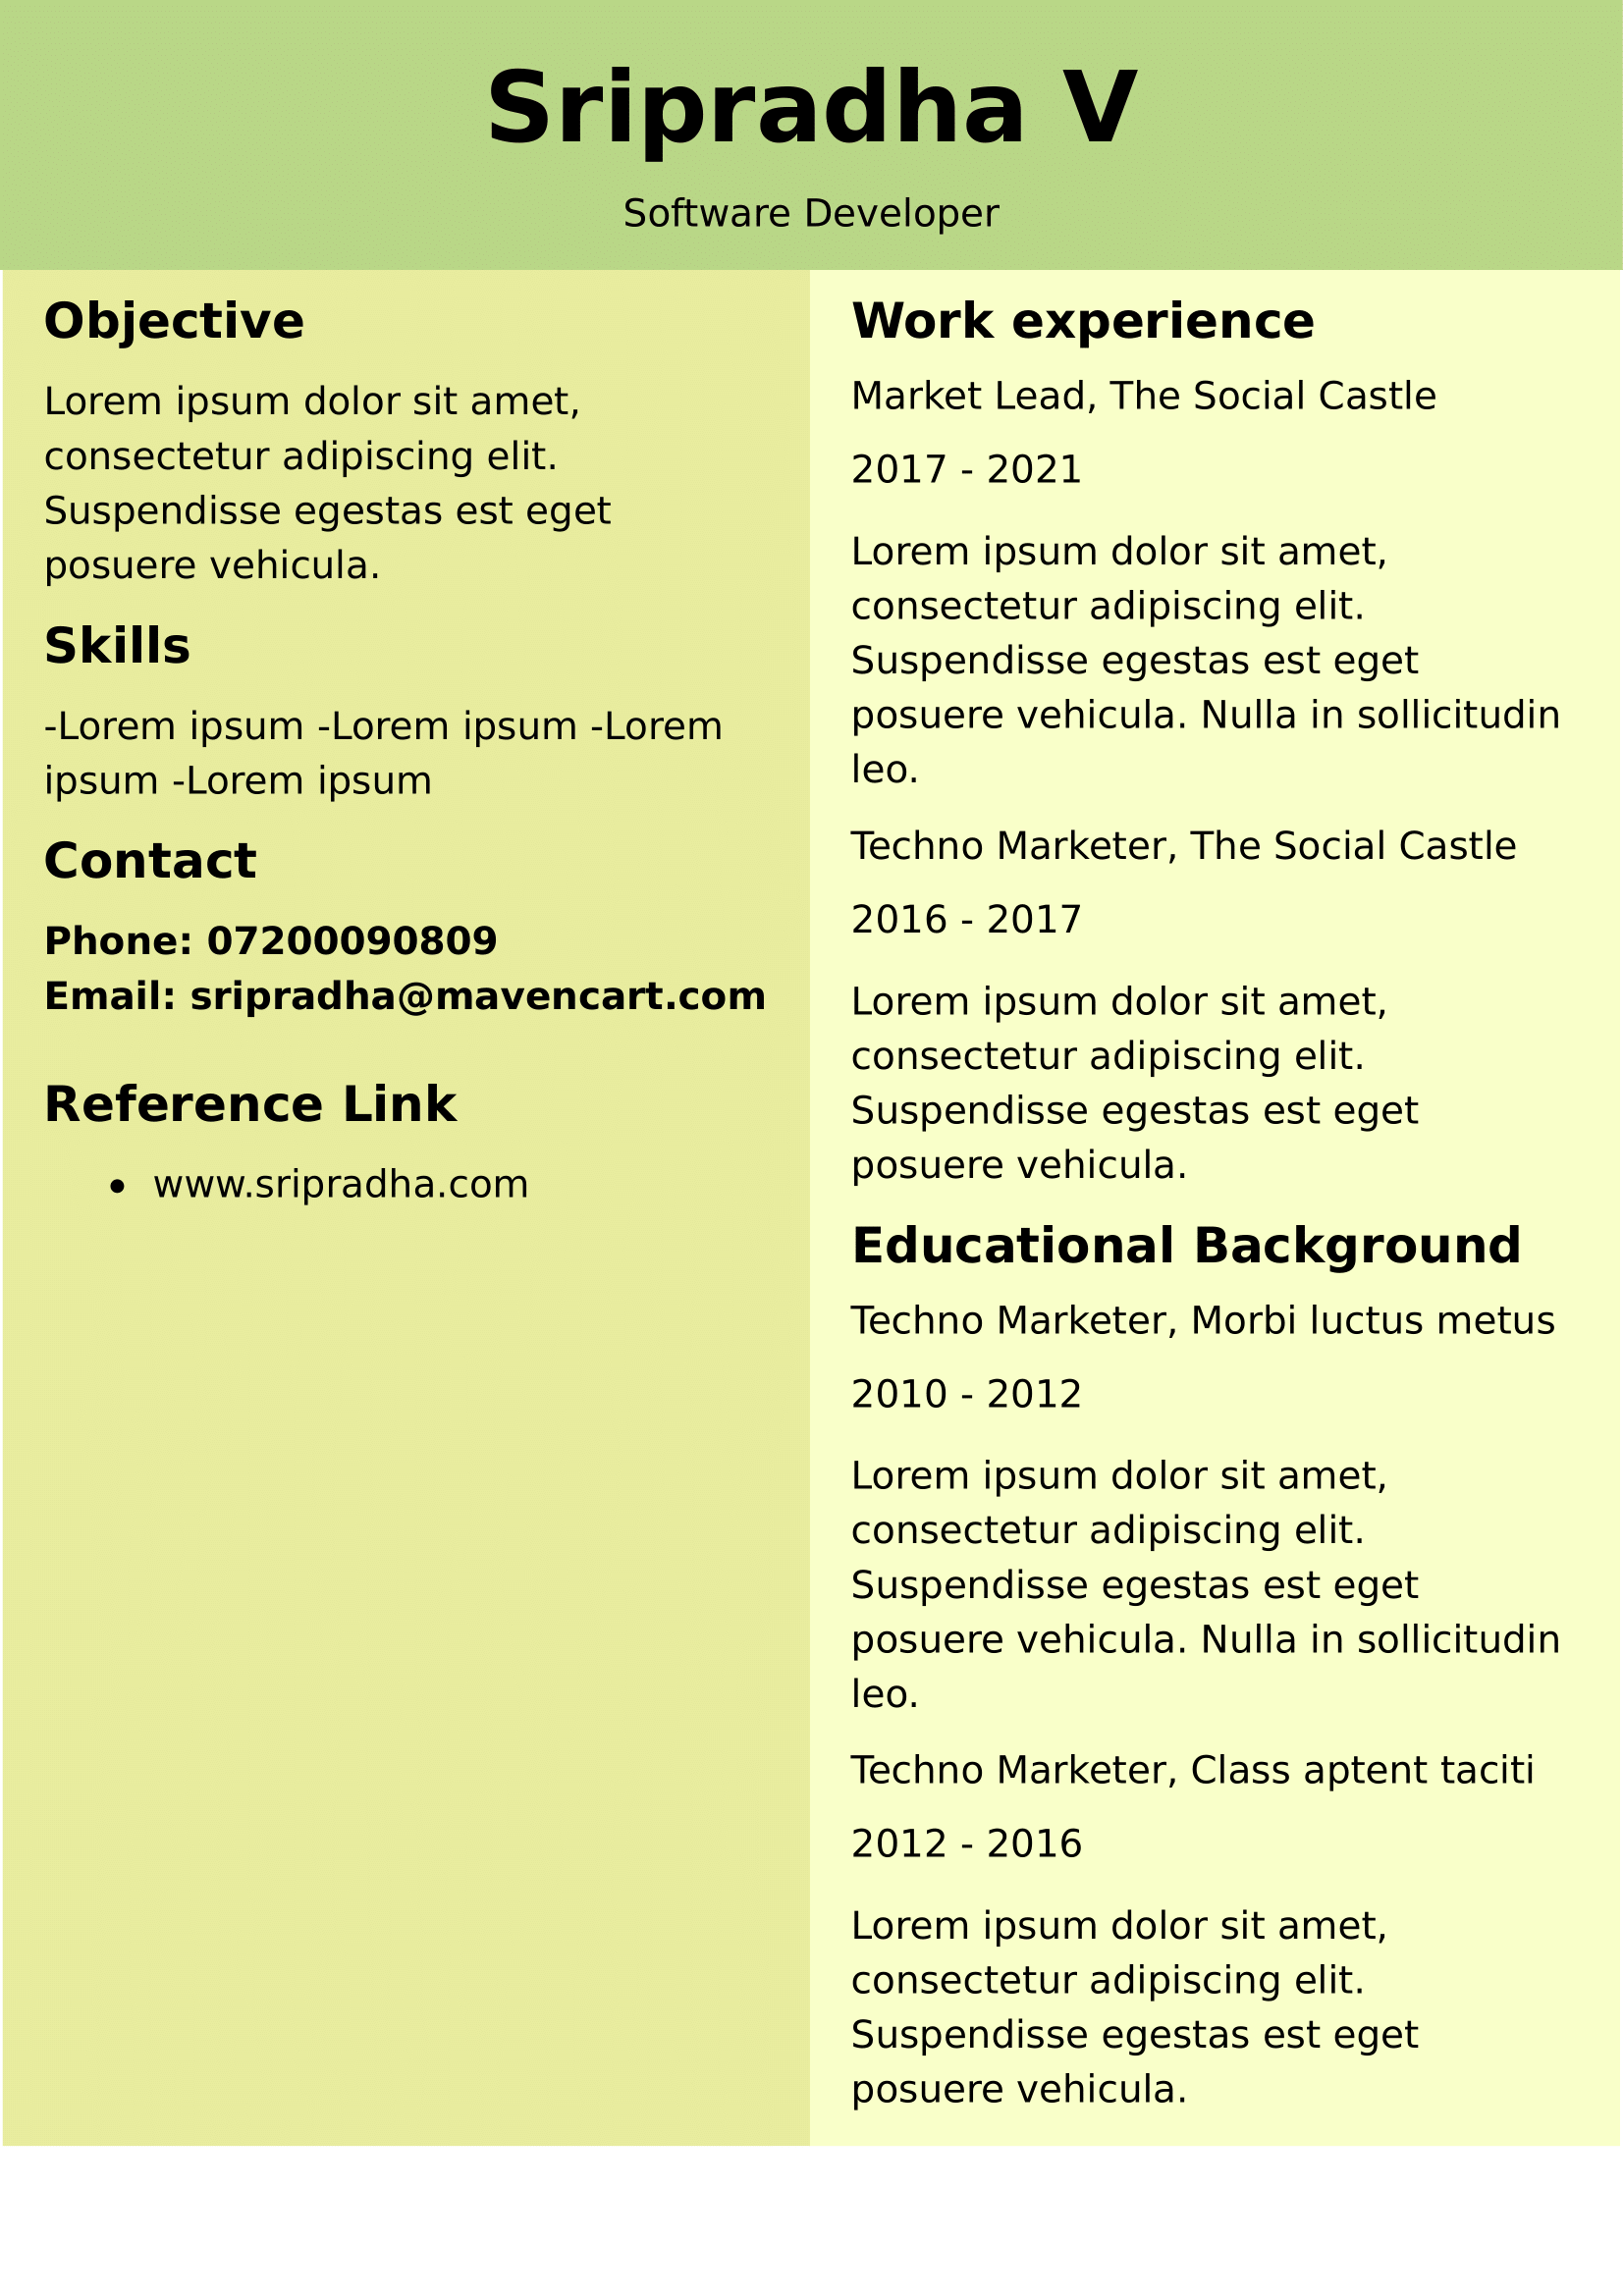 Sripradha V
Software Developer
Objective
Lorem ipsum dolor sit amet,
consectetur adipiscing elit.
Suspendisse egestas est eget
posuere vehicula.
Skills
-Lorem ipsum -Lorem ipsum -Lorem
ipsum -Lorem ipsum
Contact
Phone: 07200090809
Email: sripradha@mavencart.com
Reference Link
• www.sripradha.com
Work experience
Market Lead, The Social Castle
2017 - 2021
Lorem ipsum dolor sit amet,
consectetur adipiscing elit.
Suspendisse egestas est eget
posuere vehicula. Nulla in sollicitudin
leo.
Techno Marketer, The Social Castle
2016 - 2017
Lorem ipsum dolor sit amet,
consectetur adipiscing elit.
Suspendisse egestas est eget
posuere vehicula.
Educational Background
Techno Marketer, Morbi luctus metus
2010 - 2012
Lorem ipsum dolor sit amet,
consectetur adipiscing elit.
Suspendisse egestas est eget
posuere vehicula. Nulla in sollicitudin
leo.
Techno Marketer, Class aptent taciti
2012 - 2016
Lorem ipsum dolor sit amet,
consectetur adipiscing elit.
Suspendisse egestas est eget
posuere vehicula.